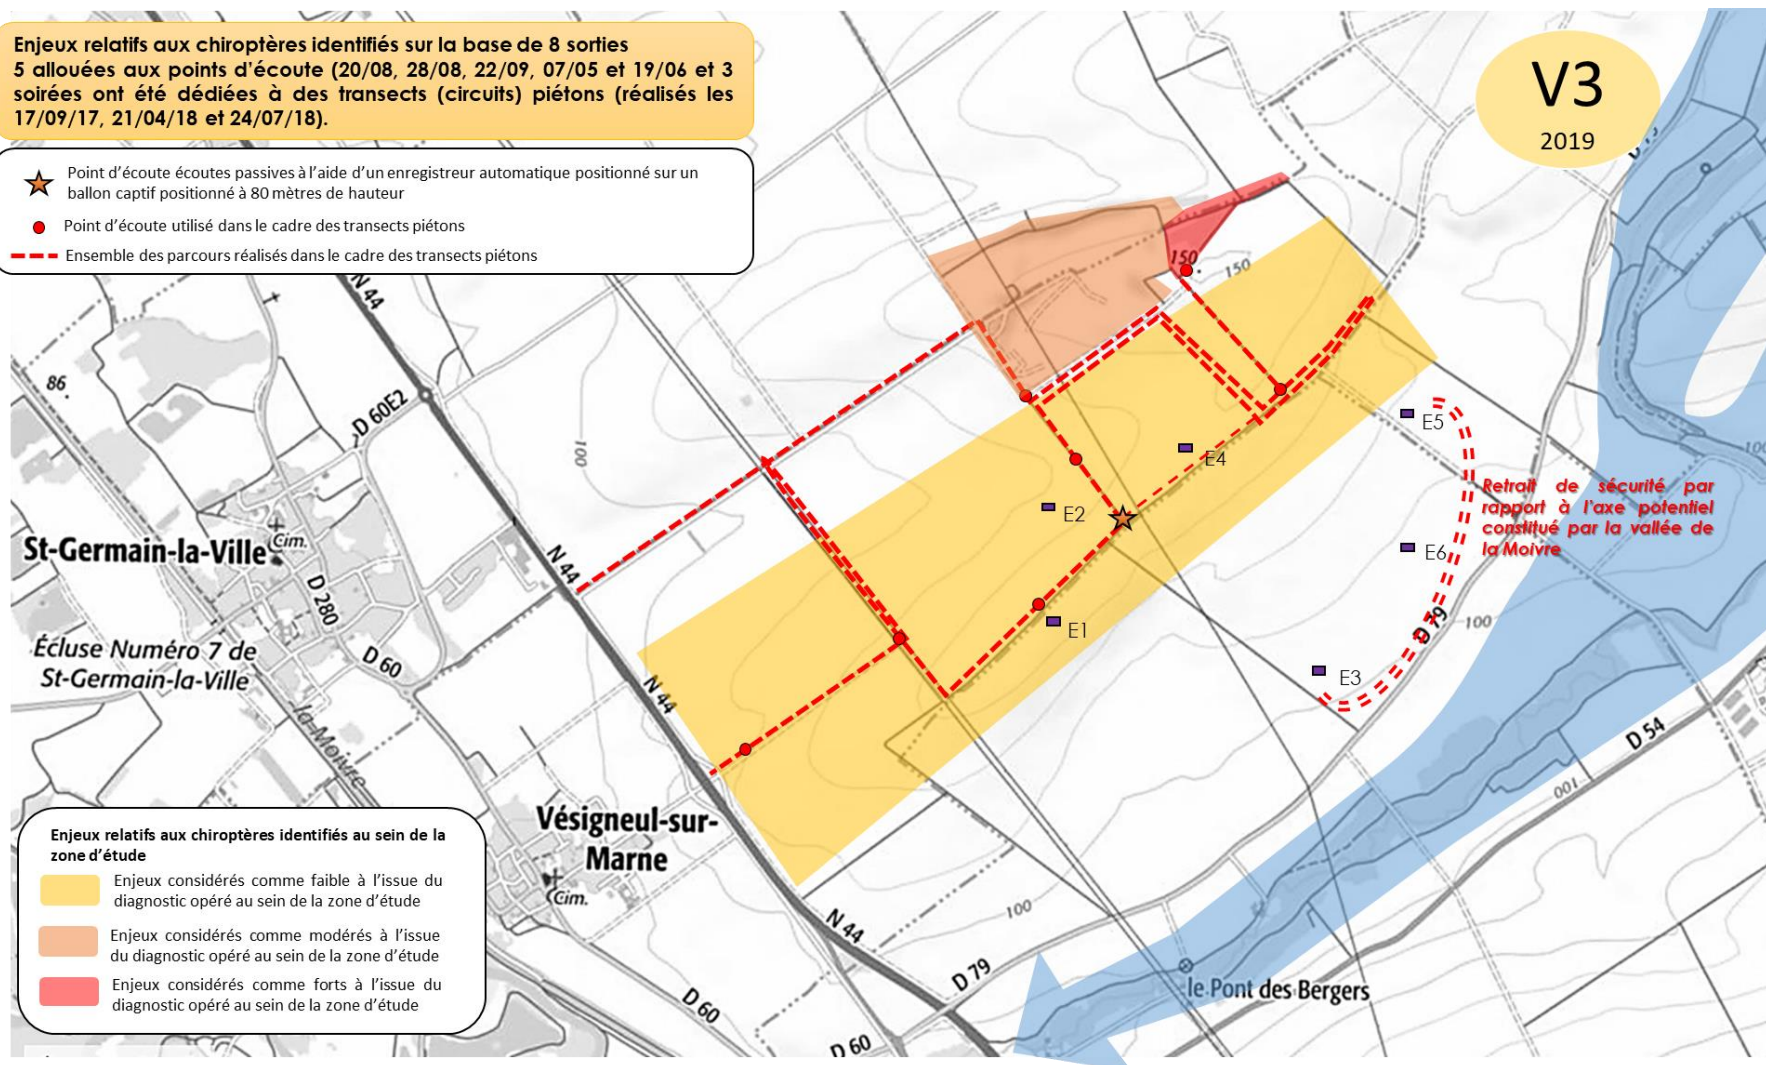 Enjeux relatifs aux chiroptères identifiés sur la base de 8 sorties
5 allouées aux points d'écoute (20/08, 28/08, 22/09, 07/05 et 19/06 et 3
soirées ont été dédiées à des transects (circuits) piétons (réalisés les
17/09/17, 21/04/18 et 24/07/18).
V3
2019
Point d'écoute écoutes passives à l'aide d'un enregistreur automatique positionné sur un
ballon captif positionné à 80 mètres de hauteur
Point d'écoute utilisé dans le cadre des transects piétons
Ensemble des parcours réalisés dans le cadre des transects piétons
N 44
150
150
86
D 60E2
100
E5
E4
Retrait de sécurité par
rapport à l'axe potentiel
constitué par la vallée de
la Moivre
E2
E6
St-Germain-la-Ville
Cim.
N 44
D 280
E1
D 79
100
Écluse Numéro 7 de
St-Germain-la-Ville
D 60
E3
N 44
la Moivre
D 54
100
Vésigneul-sur-
Marne
Cim.
100
N 44
D 79
le Pont des Bergers
D 60
D 60
Enjeux relatifs aux chiroptères identifiés au sein de la
zone d'étude
Enjeux considérés comme faible à l'issue du
diagnostic opéré au sein de la zone d'étude
Enjeux considérés comme modérés à l'issue
du diagnostic opéré au sein de la zone d'étude
Enjeux considérés comme forts à l'issue du
diagnostic opéré au sein de la zone d'étude